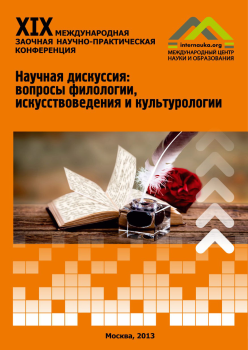 XIX МЕЖДУНАРОДНАЯ
ЗАОЧНАЯ НАУЧНО-ПРАКТИЧЕСКАЯ
КОНФЕРЕНЦИЯ
internauka.org
МЕЖДУНАРОДНЫЙ ЦЕНТР
НАУКИ И ОБРАЗОВАНИЯ
Научная дискуссия:
вопросы филологии,
искусствоведения и культурологии
Москва, 2013